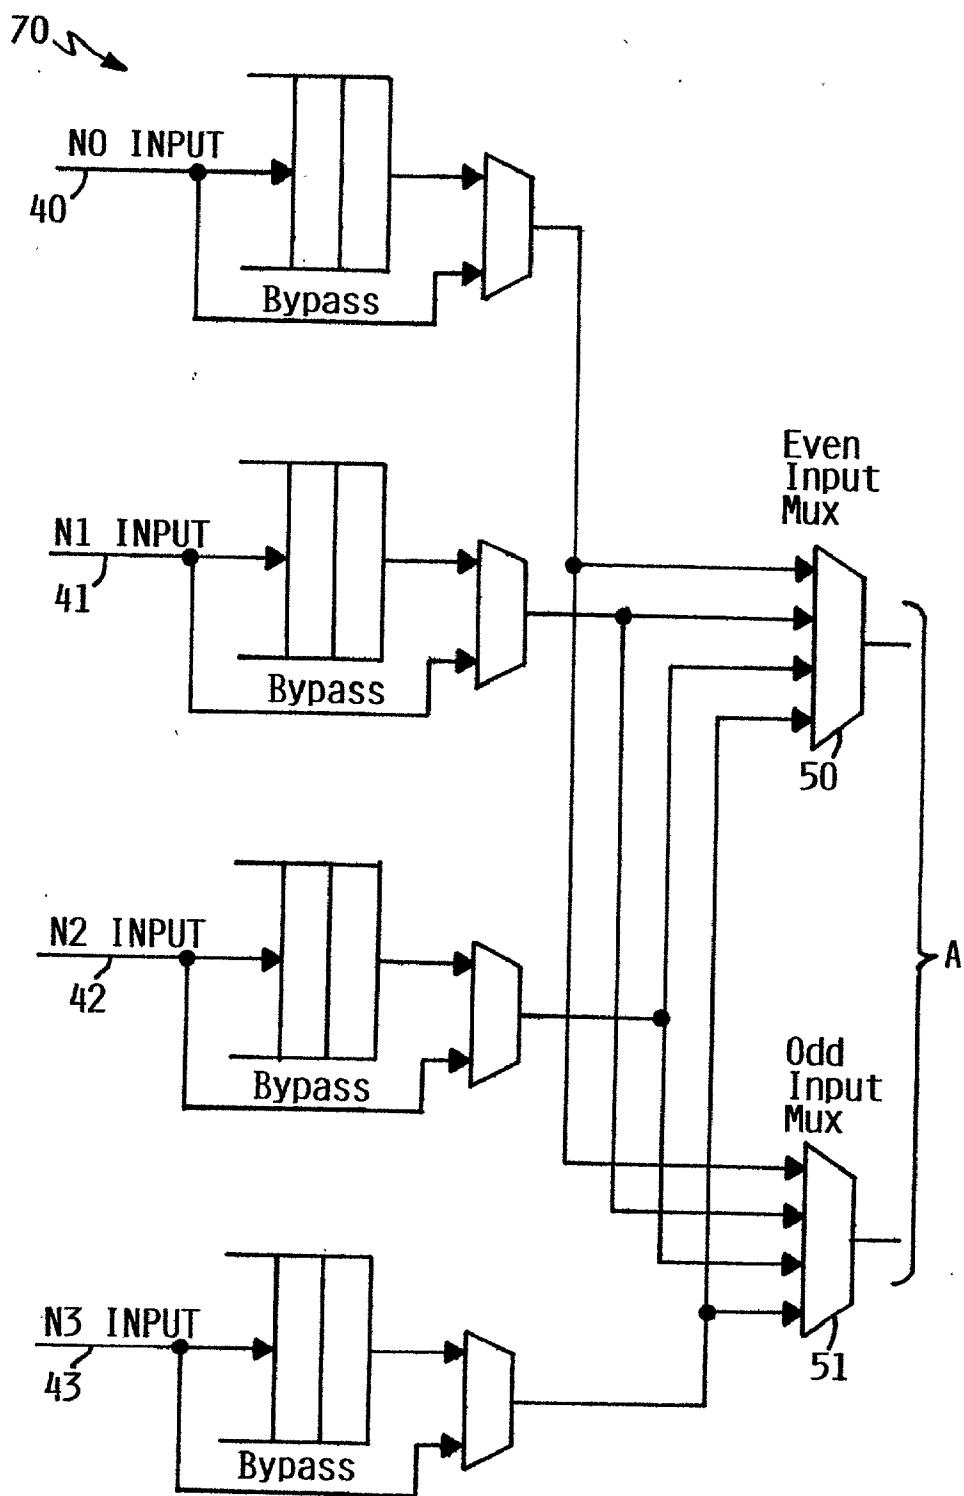 70
N0 INPUT
40
Bypass
Even
Input
Mux
N1 INPUT
41
Bypass
50
N2 INPUT
42
Bypass
A
Odd
Input
Mux
N3 INPUT
43
Bypass
51